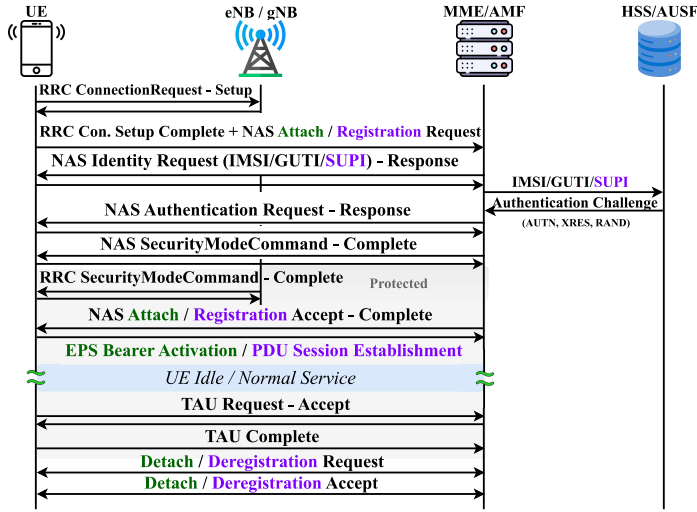 UE
eNB / gNB
MME/AMF
HSS/AUSF
RRC ConnectionRequest - Setup
RRC Con. Setup Complete + NAS Attach / Registration Request
NAS Identity Request (IMSI/GUTI/SUPI) - Response
IMSI/GUTI/SUPI
Authentication Challenge
(AUTN, XRES, RAND)
NAS Authentication Request - Response
NAS SecurityModeCommand - Complete
RRC SecurityModeCommand - Complete
Protected
NAS Attach / Registration Accept - Complete
EPS Bearer Activation / PDU Session Establishment
UE Idle / Normal Service
TAU Request - Accept
TAU Complete
Detach / Deregistration Request
Detach / Deregistration Accept